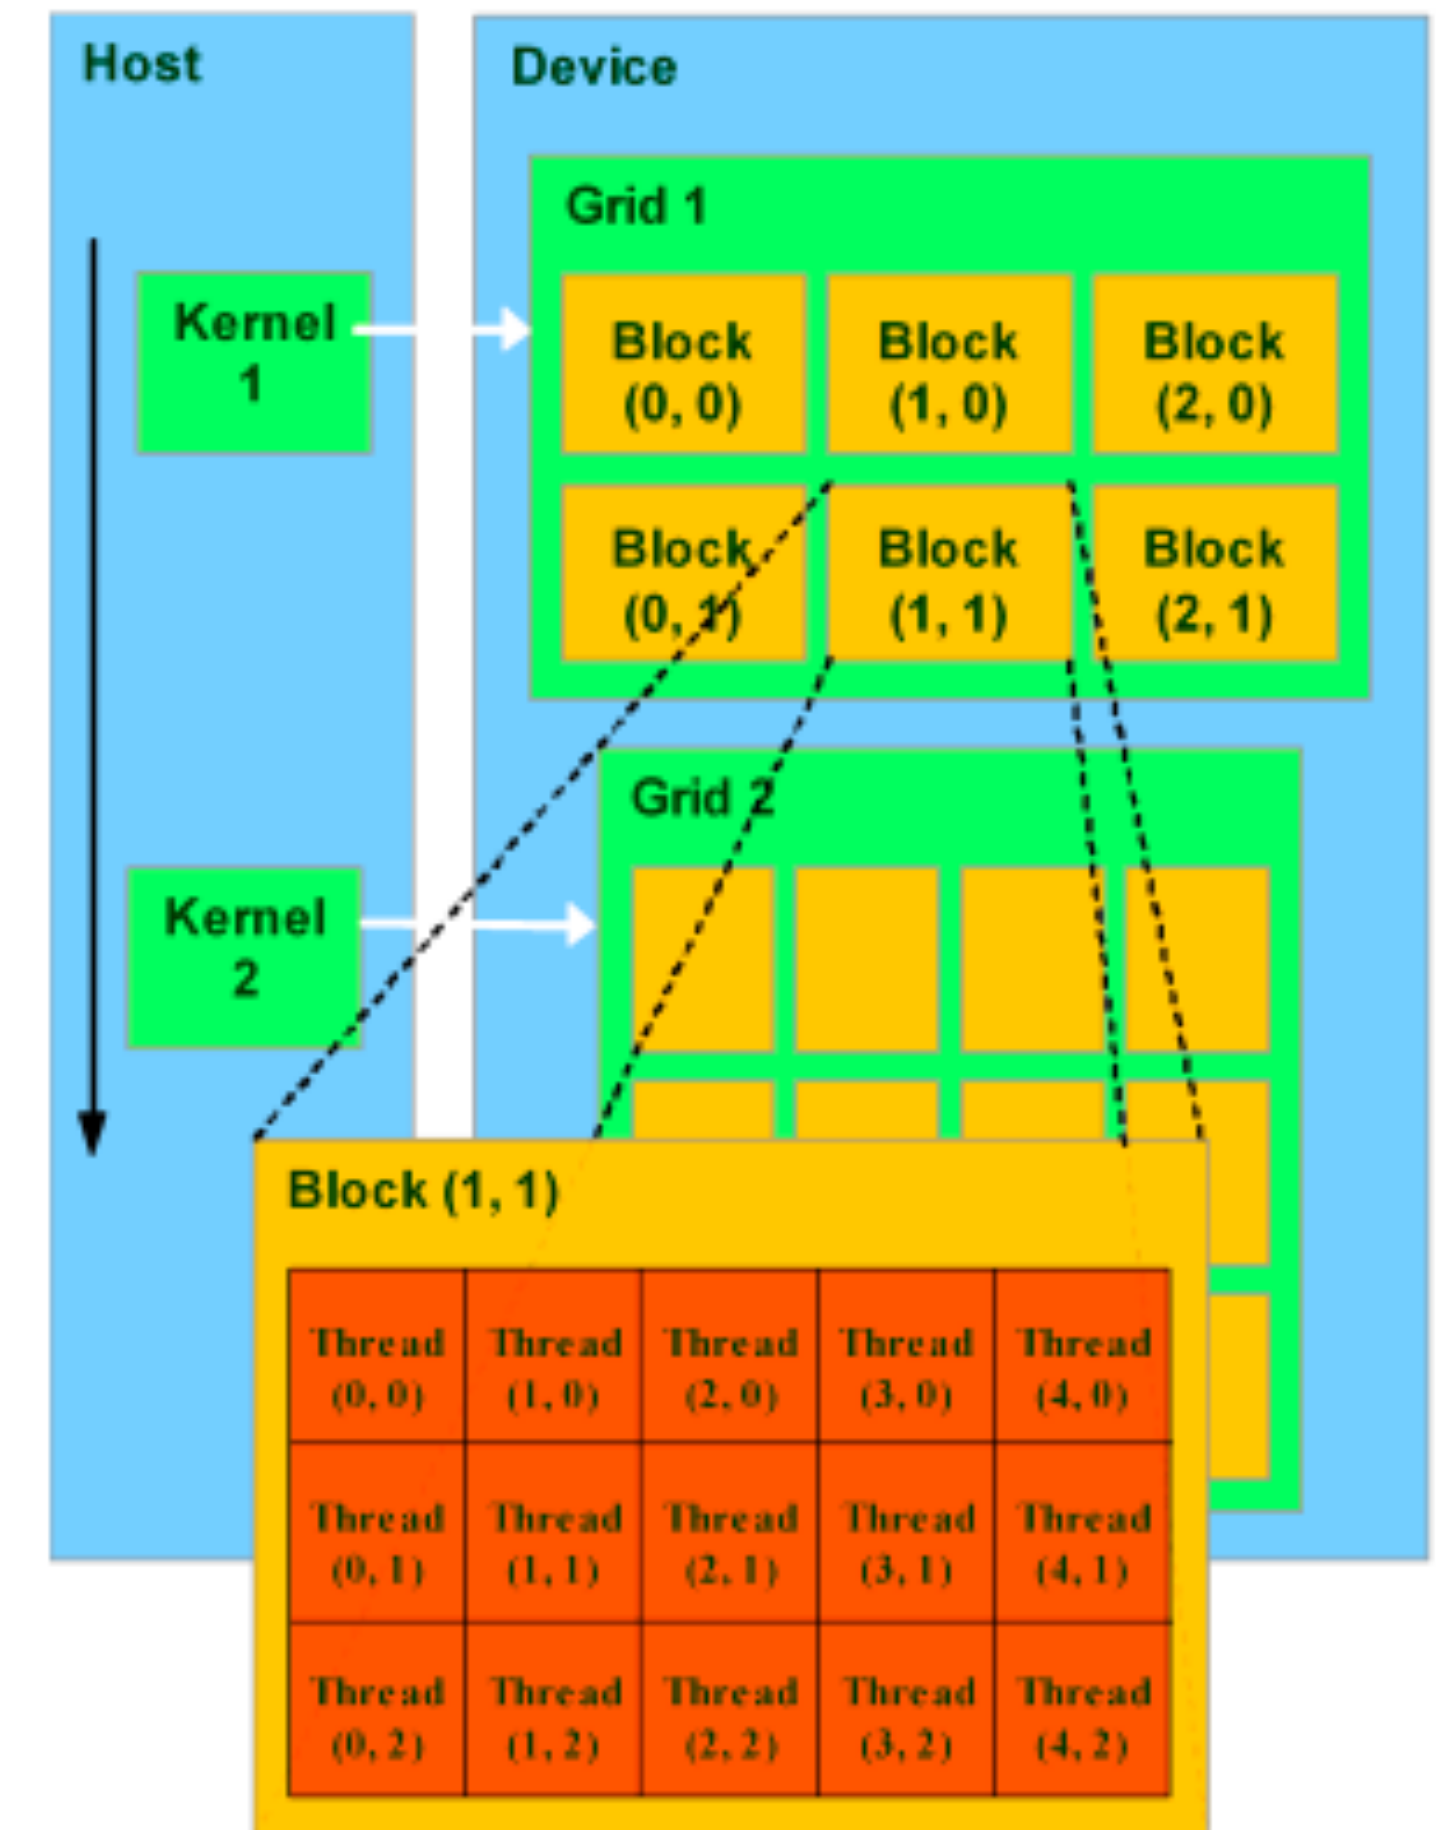 Host
Device
Grid 1
Kernel
1
Block
(0, 0)
Block
(1, 0)
Block
(2, 0)
Block
(0, 1)
Block
(1, 1)
Block
(2, 1)
Grid 2
Kernel
2
Block (1, 1)
Thread
(0, 0)
Thread
(1, 0)
Thread
(2, 0)
Thread
(3, 0)
Thread
(4, 0)
Thread
(0, 1)
Thread
(1, 1)
Thread
(2, 1)
Thread
(3, 1)
Thread
(4, 1)
Thread
(0, 2)
Thread
(1, 2)
Thread
(2, 2)
Thread
(3, 2)
Thread
(4, 2)